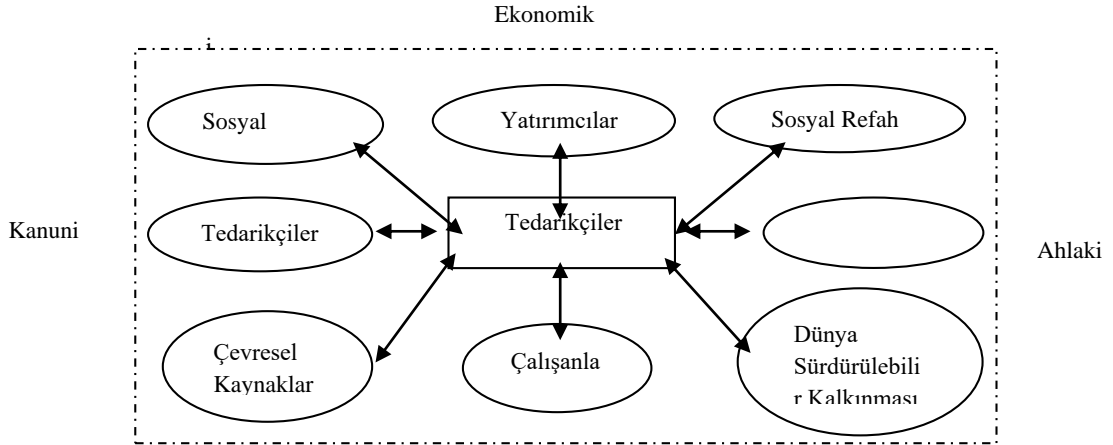 Ekonomik
i
Sosyal
Yatırımcılar
Sosyal Refah
Kanuni
Tedarikçiler
Tedarikçiler
Ahlaki
Çevresel
Kaynaklar
Çalışanla
Dünya
Sürdürülebili
r Kalkınması